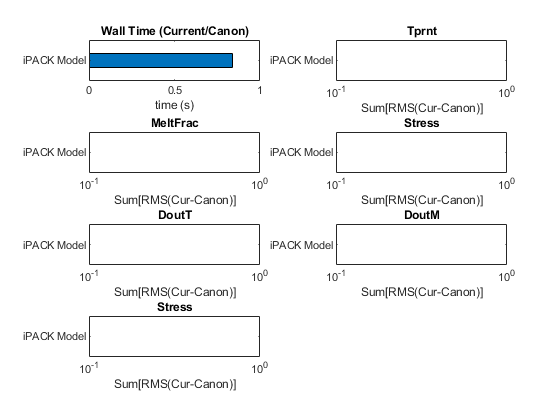 Wall Time (Current/Canon)
iPACK Model
0 0.5 1
time (s)
Tprnt
iPACK Model
10^-1 10^0
Sum[RMS(Cur-Canon)]
MeltFrac
iPACK Model
10^-1 10^0
Sum[RMS(Cur-Canon)]
Stress
iPACK Model
10^-1 10^0
Sum[RMS(Cur-Canon)]
DoutT
iPACK Model
10^-1 10^0
Sum[RMS(Cur-Canon)]
DoutM
iPACK Model
10^-1 10^0
Sum[RMS(Cur-Canon)]
Stress
iPACK Model
10^-1 10^0
Sum[RMS(Cur-Canon)]